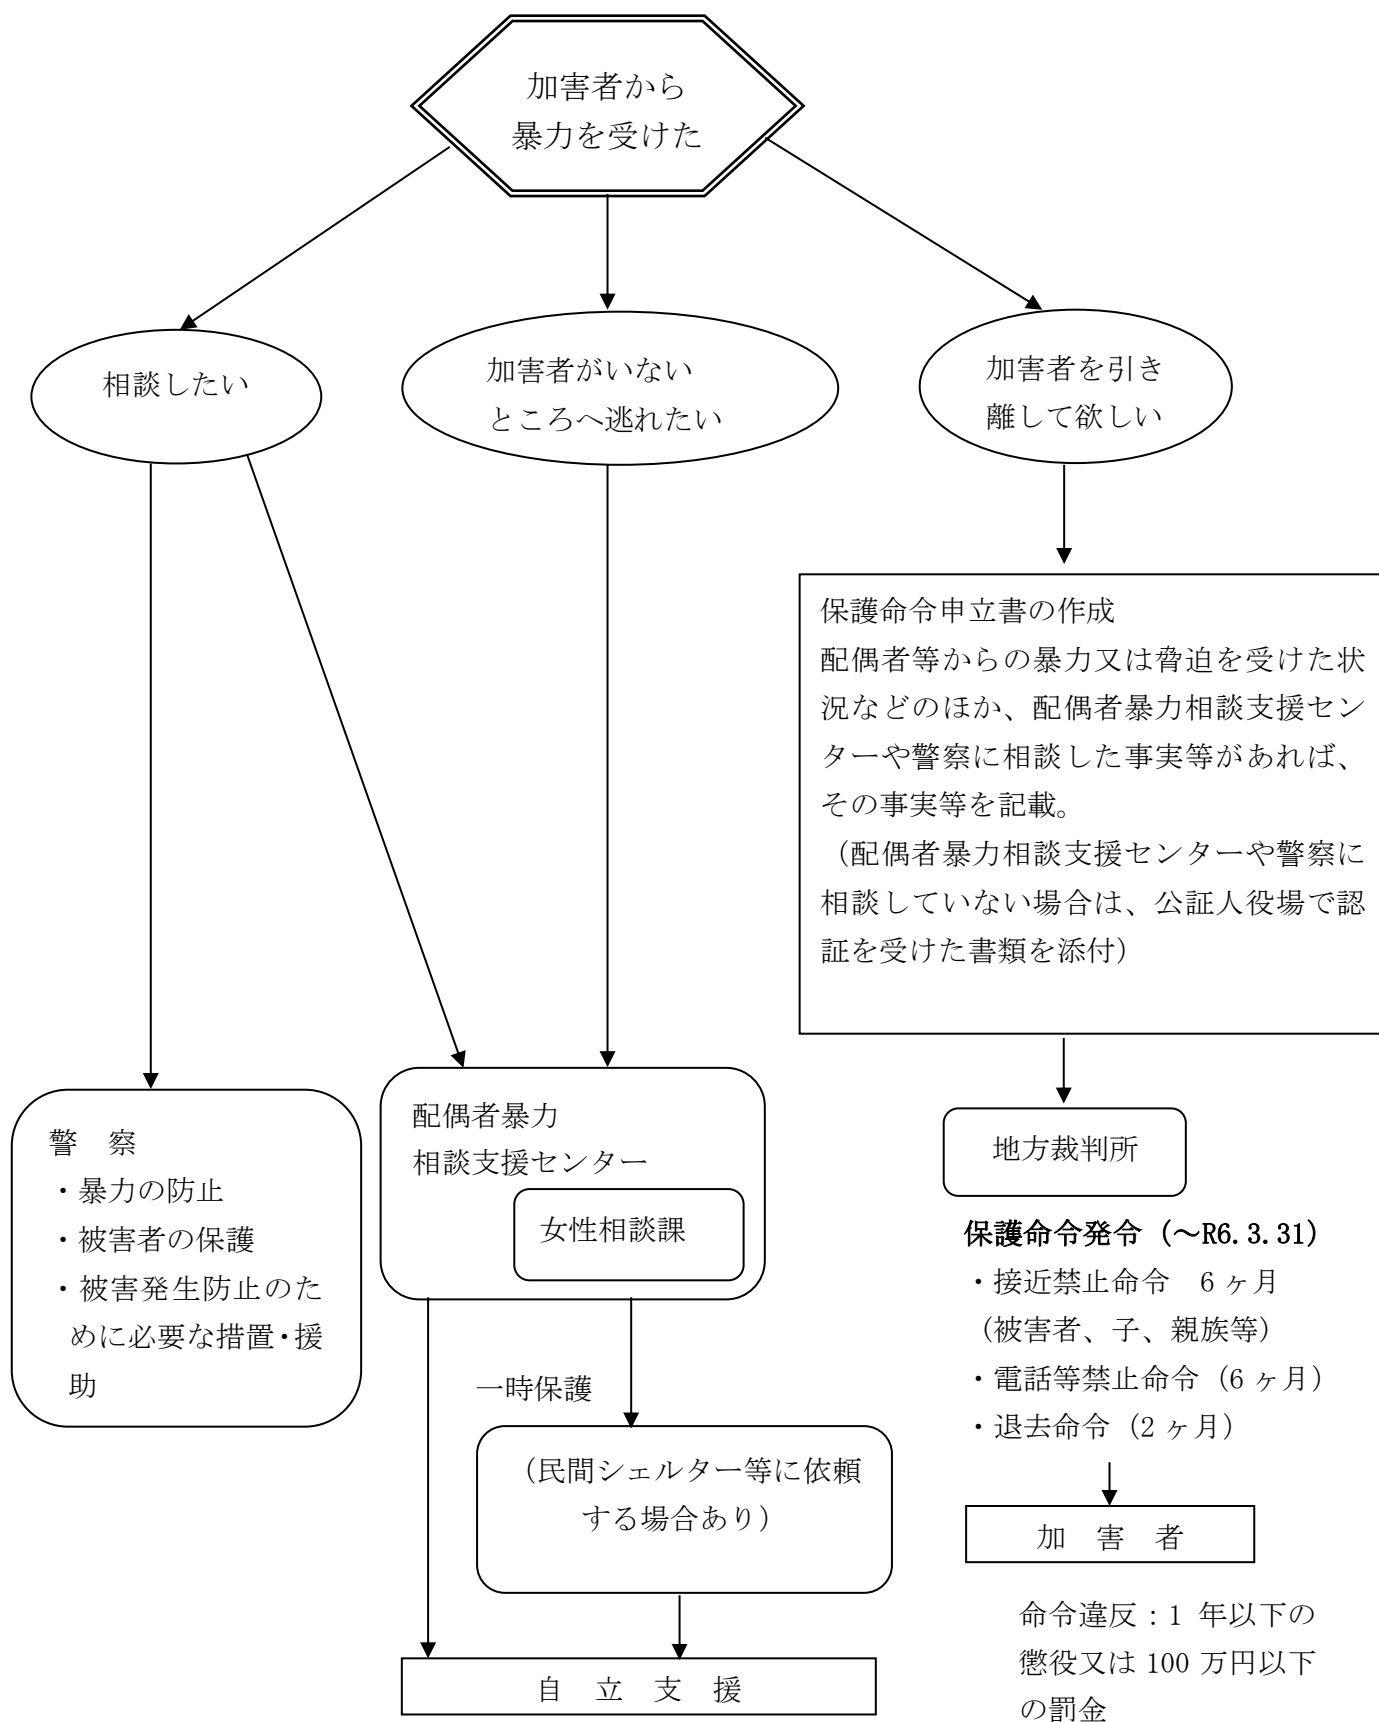 加害者から
暴力を受けた
相談したい
加害者がいない
ところへ逃れたい
加害者を引き
離して欲しい
保護命令申立書の作成
配偶者等からの暴力又は脅迫を受けた状
況などのほか、配偶者暴力相談支援セン
ターや警察に相談した事実等があれば、
その事実等を記載。
（配偶者暴力相談支援センターや警察に
相談していない場合は、公証人役場で認
証を受けた書類を添付）
警　察
・暴力の防止
・被害者の保護
・被害発生防止のた
めに必要な措置・援
助
配偶者暴力
相談支援センター
女性相談課
地方裁判所
保護命令発令（～R6.3.31）
・接近禁止命令　6ヶ月
（被害者、子、親族等）
・電話等禁止命令（6ヶ月）
・退去命令（2ヶ月）
一時保護
（民間シェルター等に依頼
する場合あり）
加　害　者
命令違反：1 年以下の
懲役又は 100 万円以下
の罰金
自　立　支　援